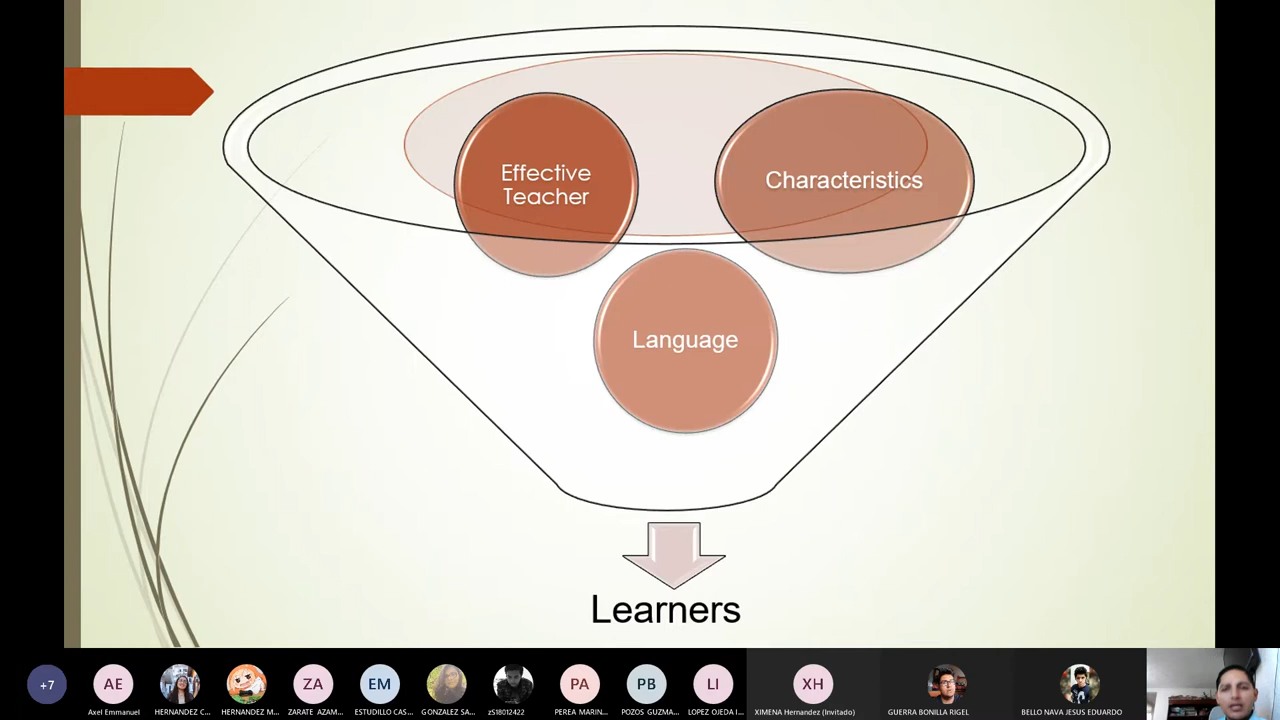 Effective
Teacher
Characteristics
Language
Learners
+7
AE
ZA
EM
PA
PB
LI
XH
Axel Emmanuel
HERNANDEZ C...
HERNANDEZ M...
ZARATE AZAM...
ESTUDILLO CAS...
GONZALEZ SA...
zS18012422
PEREA MARIN...
POZOS GUZMA...
LOPEZ OJEDA I...
XIMENA Hernandez (Invitado)
GUERRA BONILLA RIGEL
BELLO NAVA JESUS EDUARDO